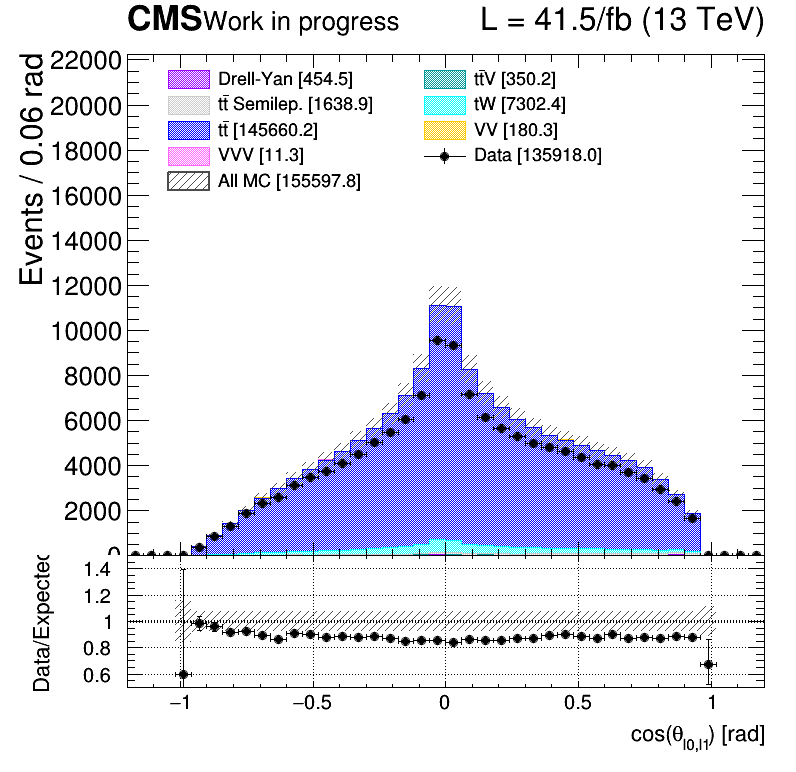 CMS Work in progress L = 41.5/fb (13 TeV)
Events / 0.06 rad
22000
20000
18000
16000
14000
12000
10000
8000
6000
4000
2000
0
Drell-Yan [454.5]
tt̄ Semilep. [1638.9]
tt̄ [145660.2]
VVV [11.3]
All MC [155597.8]
tt̄V [350.2]
tW [7302.4]
VV [180.3]
Data [135918.0]
Data/Expected
1.4
1.2
1
0.8
0.6
−1 −0.5 0 0.5 1
cos(θl0,l1) [rad]